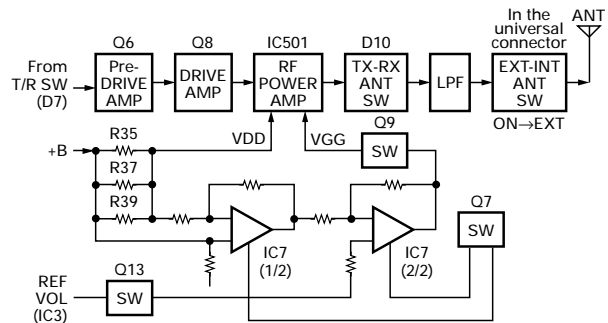 In the
universal
connector
ANT
Q6
Q8
IC501
D10
From
T/R SW
(D7)
Pre-
DRIVE
AMP
DRIVE
AMP
RF
POWER
AMP
TX-RX
ANT
SW
LPF
EXT-INT
ANT
SW
ON→EXT
R35
VDD
VGG
Q9
SW
+B
R37
R39
Q7
SW
IC7
(1/2)
IC7
(2/2)
REF
VOL
(IC3)
Q13
SW